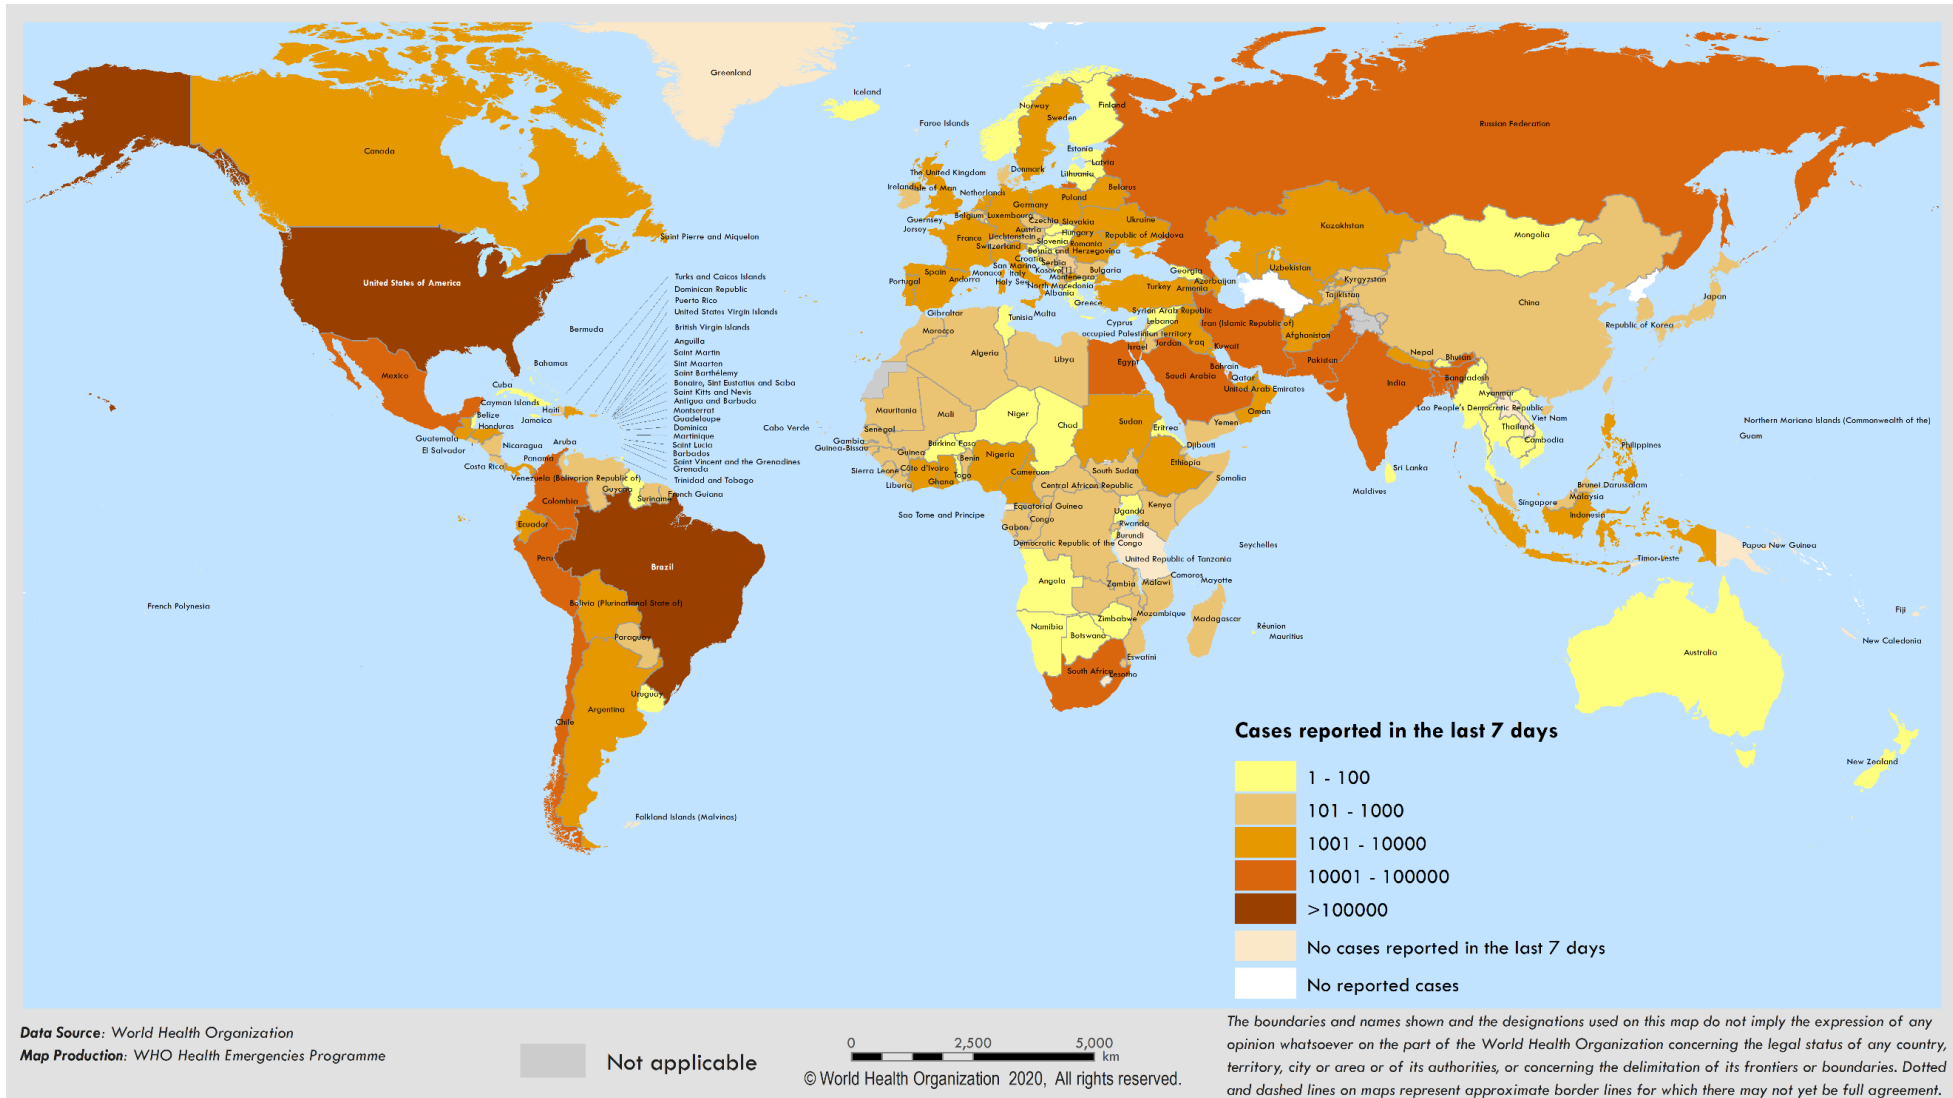 Greenland
Iceland
Faroe Islands
Norway
Finland
Sweden
Russian Federation
Canada
Estonia
Latvia
Denmark
Lithuania
The United Kingdom
Ireland
Isle of Man
Netherlands
Belarus
Poland
Germany
Belgium
Luxembourg
Guernsey
Jersey
Czechia
Slovakia
Ukraine
Austria
Hungary
Republic of Moldova
France
Liechtenstein
Switzerland
Slovenia
Romania
Bosnia and Herzegovina
Croatia
San Marino
Serbia
Monaco
Italy
Kosovo[1]
Bulgaria
Montenegro
Spain
Andorra
Holy See
North Macedonia
Albania
Portugal
Greece
Georgia
Azerbaijan
Turkey
Armenia
Kazakhstan
Uzbekistan
Kyrgyzstan
Tajikistan
Mongolia
China
Japan
Republic of Korea
Saint Pierre and Miquelon
United States of America
Turks and Caicos Islands
Dominican Republic
Puerto Rico
United States Virgin Islands
British Virgin Islands
Anguilla
Saint Martin
Sint Maarten
Saint Barthélemy
Bonaire, Sint Eustatius and Saba
Saint Kitts and Nevis
Antigua and Barbuda
Montserrat
Guadeloupe
Dominica
Martinique
Saint Lucia
Barbados
Saint Vincent and the Grenadines
Grenada
Trinidad and Tobago
Bermuda
Bahamas
Mexico
Cuba
Cayman Islands
Haiti
Belize
Jamaica
Honduras
Guatemala
El Salvador
Nicaragua
Aruba
Costa Rica
Panama
Venezuela (Bolivarian Republic of)
Guyana
Suriname
French Guiana
Colombia
Ecuador
Peru
Brazil
Bolivia (Plurinational State of)
Paraguay
Uruguay
Argentina
Chile
Falkland Islands (Malvinas)
French Polynesia
Cabo Verde
Gibraltar
Morocco
Tunisia
Malta
Algeria
Libya
Egypt
Cyprus
Syrian Arab Republic
Lebanon
occupied Palestinian territory
Israel
Jordan
Iraq
Iran (Islamic Republic of)
Kuwait
Afghanistan
Pakistan
Bahrain
Qatar
Saudi Arabia
United Arab Emirates
Oman
Yemen
Nepal
Bhutan
India
Bangladesh
Myanmar
Lao People's Democratic Republic
Viet Nam
Thailand
Cambodia
Philippines
Sri Lanka
Maldives
Brunei Darussalam
Malaysia
Singapore
Indonesia
Timor-Leste
Papua New Guinea
Northern Mariana Islands (Commonwealth of the)
Guam
Fiji
New Caledonia
Australia
New Zealand
Mauritania
Mali
Niger
Chad
Sudan
Eritrea
Djibouti
Senegal
Gambia
Guinea-Bissau
Guinea
Burkina Faso
Benin
Nigeria
Sierra Leone
Côte d'Ivoire
Togo
Liberia
Ghana
Cameroon
South Sudan
Ethiopia
Somalia
Central African Republic
Sao Tome and Principe
Equatorial Guinea
Gabon
Congo
Uganda
Kenya
Rwanda
Burundi
Democratic Republic of the Congo
United Republic of Tanzania
Seychelles
Comoros
Mayotte
Angola
Zambia
Malawi
Mozambique
Madagascar
Réunion
Mauritius
Namibia
Zimbabwe
Botswana
Eswatini
South Africa
Lesotho
Cases reported in the last 7 days
1 - 100
101 - 1000
1001 - 10000
10001 - 100000
>100000
No cases reported in the last 7 days
No reported cases
Data Source: World Health Organization
Map Production: WHO Health Emergencies Programme
Not applicable
0 2,500 5,000
km
© World Health Organization 2020, All rights reserved.
The boundaries and names shown and the designations used on this map do not imply the expression of any
opinion whatsoever on the part of the World Health Organization concerning the legal status of any country,
territory, city or area or of its authorities, or concerning the delimitation of its frontiers or boundaries. Dotted
and dashed lines on maps represent approximate border lines for which there may not yet be full agreement.